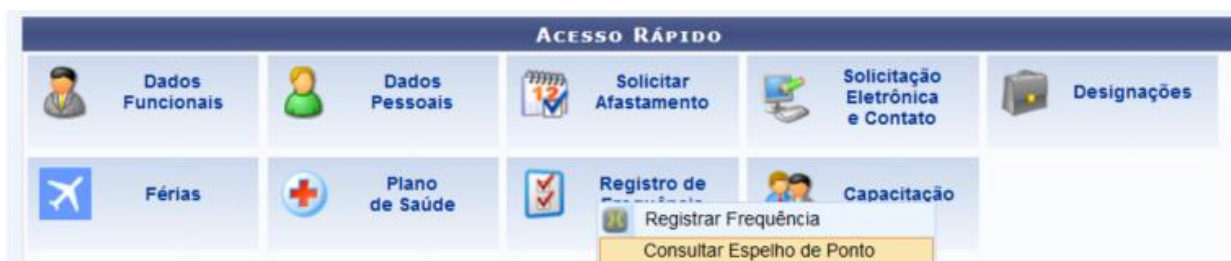 ACESSO RÁPIDO
Dados
Funcionais
Dados
Pessoais
12
Solicitar
Afastamento
Solicitação
Eletrônica
e Contato
Designações
Férias
Plano
de Saúde
Registro de
Capacitação
Registrar Frequência
Consultar Espelho de Ponto